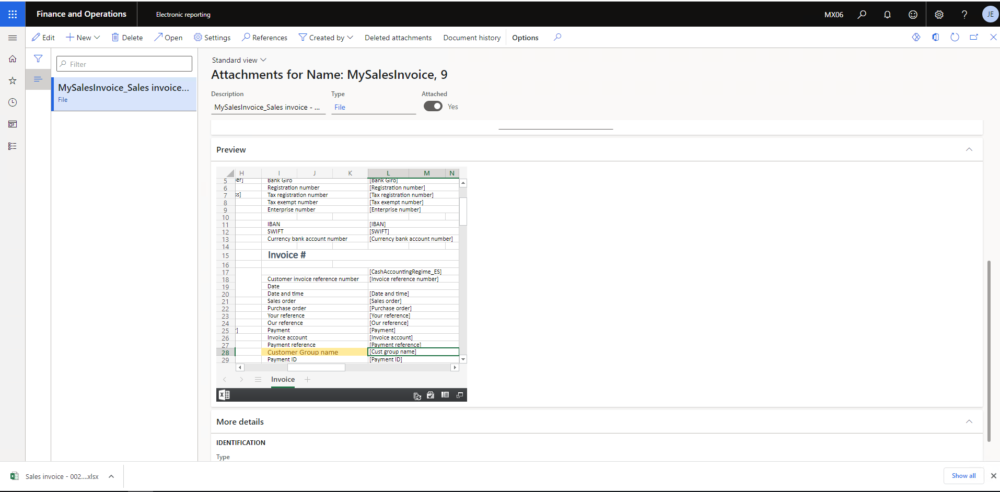 Finance and Operations
Electronic reporting
MX06
JE
Edit
New
Delete
Open
Settings
References
Created by
Deleted attachments
Document history
Options
Filter
MySalesInvoice_Sales invoice...
File
Standard view
Attachments for Name: MySalesInvoice, 9
Description
Type
Attached
MySalesInvoice_Sales invoice - ...
File
Yes
Preview
H I J K L M N
5 er] Bank Giro [Bank Giro]
6 Registration number [Registration number]
7 ss] Tax registration number [Tax registration number]
8 Tax exempt number [Tax exempt number]
9 Enterprise number [Enterprise number]
10
11 IBAN [IBAN]
12 SWIFT [SWIFT]
13 Currency bank account number [Currency bank account number]
14
15 Invoice #
16
17 [CashAccountingRegime_ES]
18 Customer invoice reference number [Invoice reference number]
19 Date
20 Date and time [Date and time]
21 Sales order [Sales order]
22 Purchase order [Purchase order]
23 Your reference [Your reference]
24 Our reference [Our reference]
25 r] Payment [Payment]
26 Invoice account [Invoice account]
27 Payment reference [Payment reference]
28 Customer Group name [Cust group name]
29 Payment ID [Payment ID]
Invoice
More details
IDENTIFICATION
Type
Sales invoice - 002....xlsx
Show all